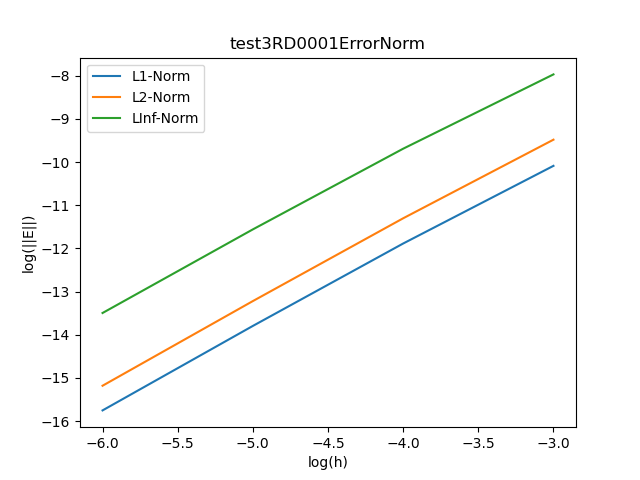 test3RD0001ErrorNorm
L1-Norm
L2-Norm
LInf-Norm
−8
−9
−10
−11
−12
−13
−14
−15
−16
log(||E||)
−6.0 −5.5 −5.0 −4.5 −4.0 −3.5 −3.0
log(h)